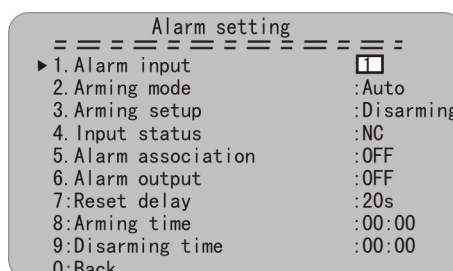 Alarm setting
1. Alarm input 1
2. Arming mode :Auto
3. Arming setup :Disarming
4. Input status :NC
5. Alarm association :OFF
6. Alarm output :OFF
7:Reset delay :20s
8:Arming time :00:00
9:Disarming time :00:00
0:Back